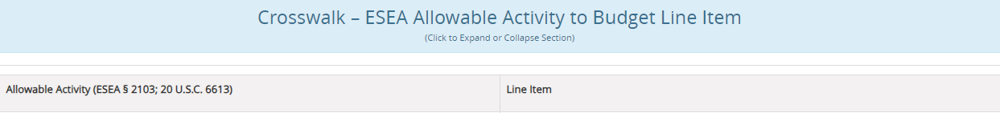 Crosswalk – ESEA Allowable Activity to Budget Line Item
(Click to Expand or Collapse Section)
Allowable Activity (ESEA § 2103; 20 U.S.C. 6613)
Line Item